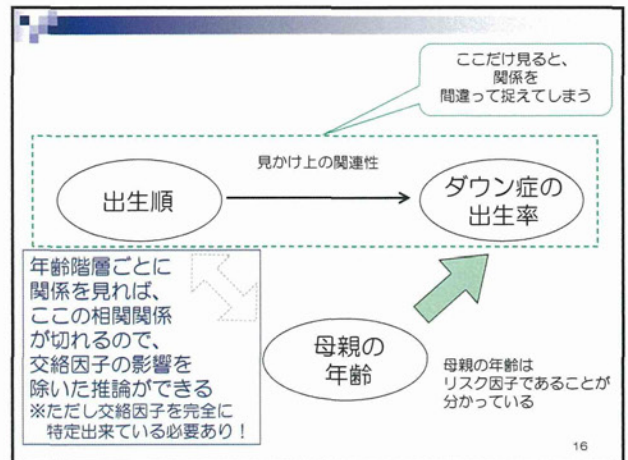 ここだけ見ると、
関係を
間違って捉えてしまう
見かけ上の関連性
出生順
ダウン症の
出生率
年齢階層ごとに
関係を見れば、
ここの相関関係
が切れるので、
交絡因子の影響を
除いた推論ができる
※ただし交絡因子を完全に
特定出来ている必要あり！
母親の
年齢
母親の年齢は
リスク因子であることが
分かっている
16